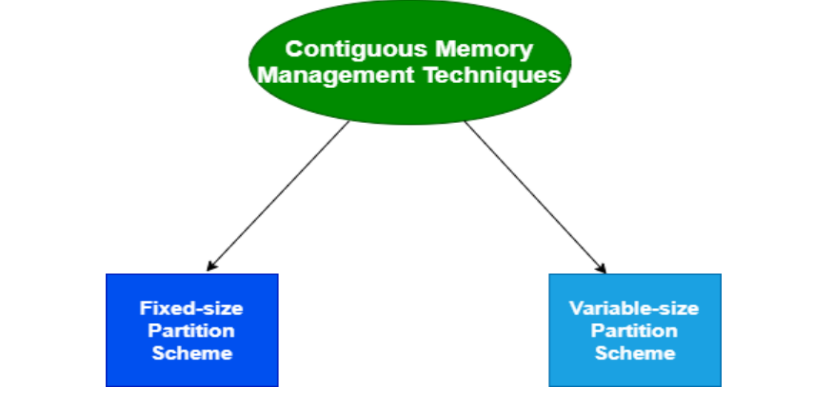 Contiguous Memory
Management Techniques
Fixed-size
Partition
Scheme
Variable-size
Partition
Scheme